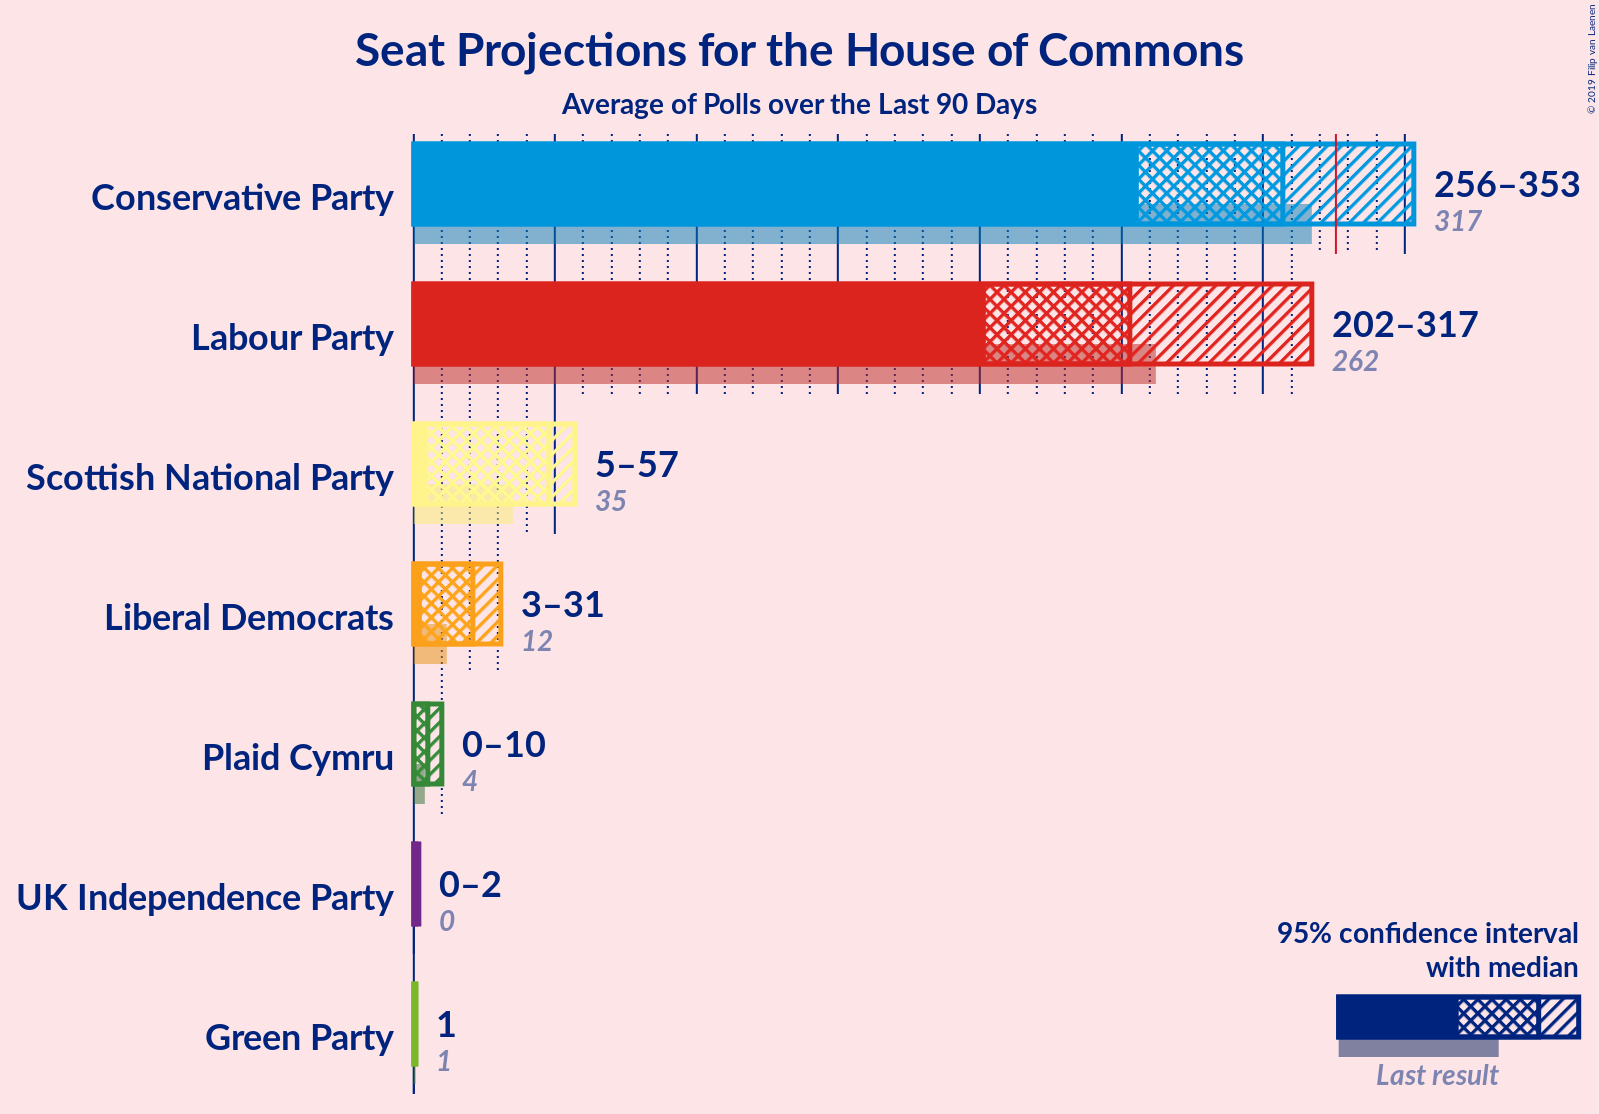 Seat Projections for the House of Commons
Average of Polls over the Last 90 Days
© 2019 Filip van Laenen
Conservative Party
256–353
317
Labour Party
202–317
262
Scottish National Party
5–57
35
Liberal Democrats
3–31
12
Plaid Cymru
0–10
4
UK Independence Party
0–2
0
Green Party
1
1
95% confidence interval
with median
Last result